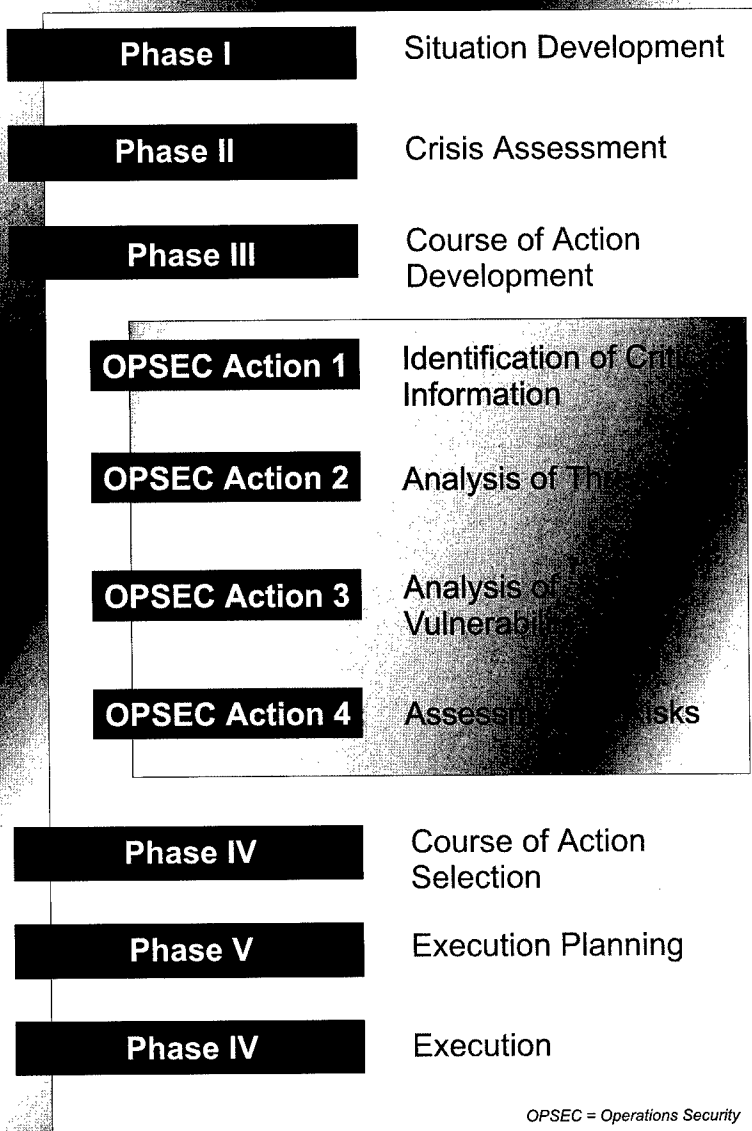 Phase I
Situation Development
Phase II
Crisis Assessment
Phase III
Course of Action
Development
OPSEC Action 1
Identification of
Information
OPSEC Action 2
Analysis of
OPSEC Action 3
Analysis of
OPSEC Action 4
Phase IV
Course of Action
Selection
Phase V
Execution Planning
Phase IV
Execution
OPSEC = Operations Security